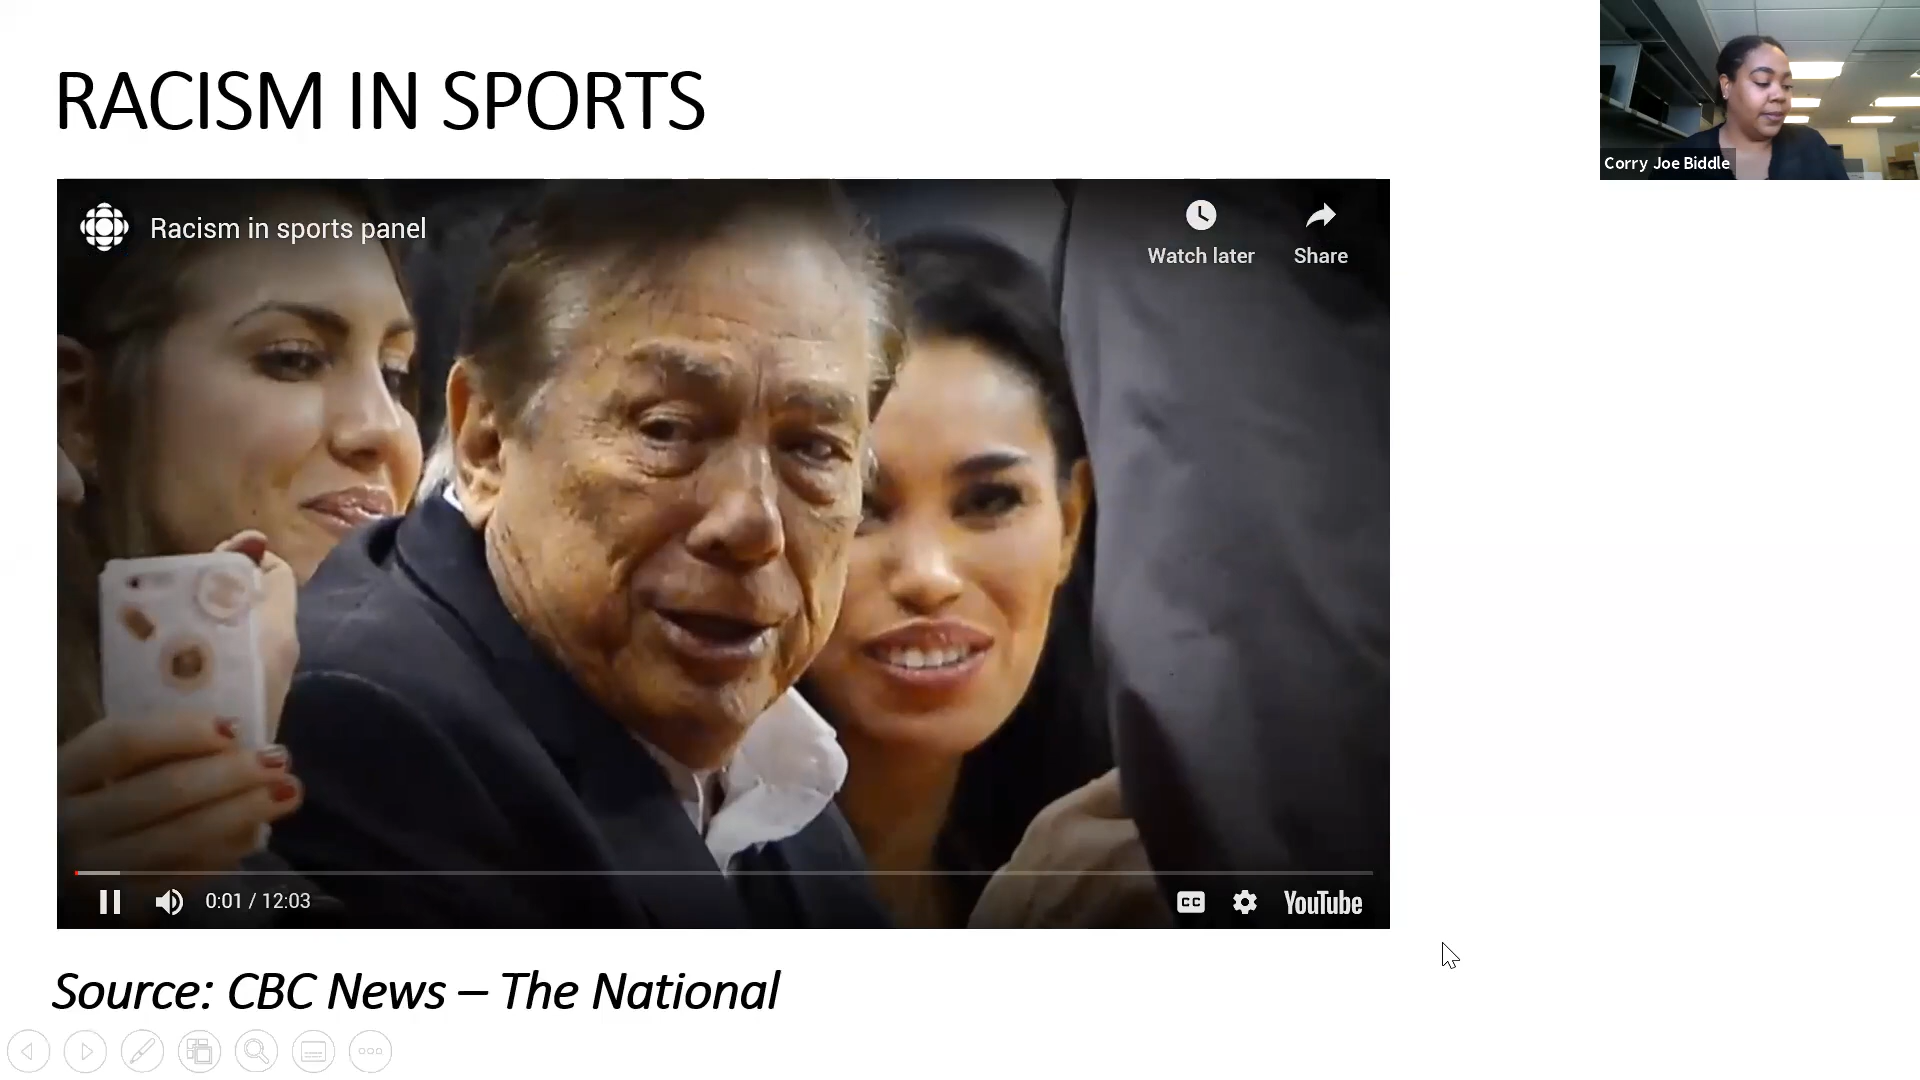 RACISM IN SPORTS
Corry Joe Biddle
Racism in sports panel
Watch later
Share
0:01 / 12:03
CC
YouTube
Source: CBC News – The National